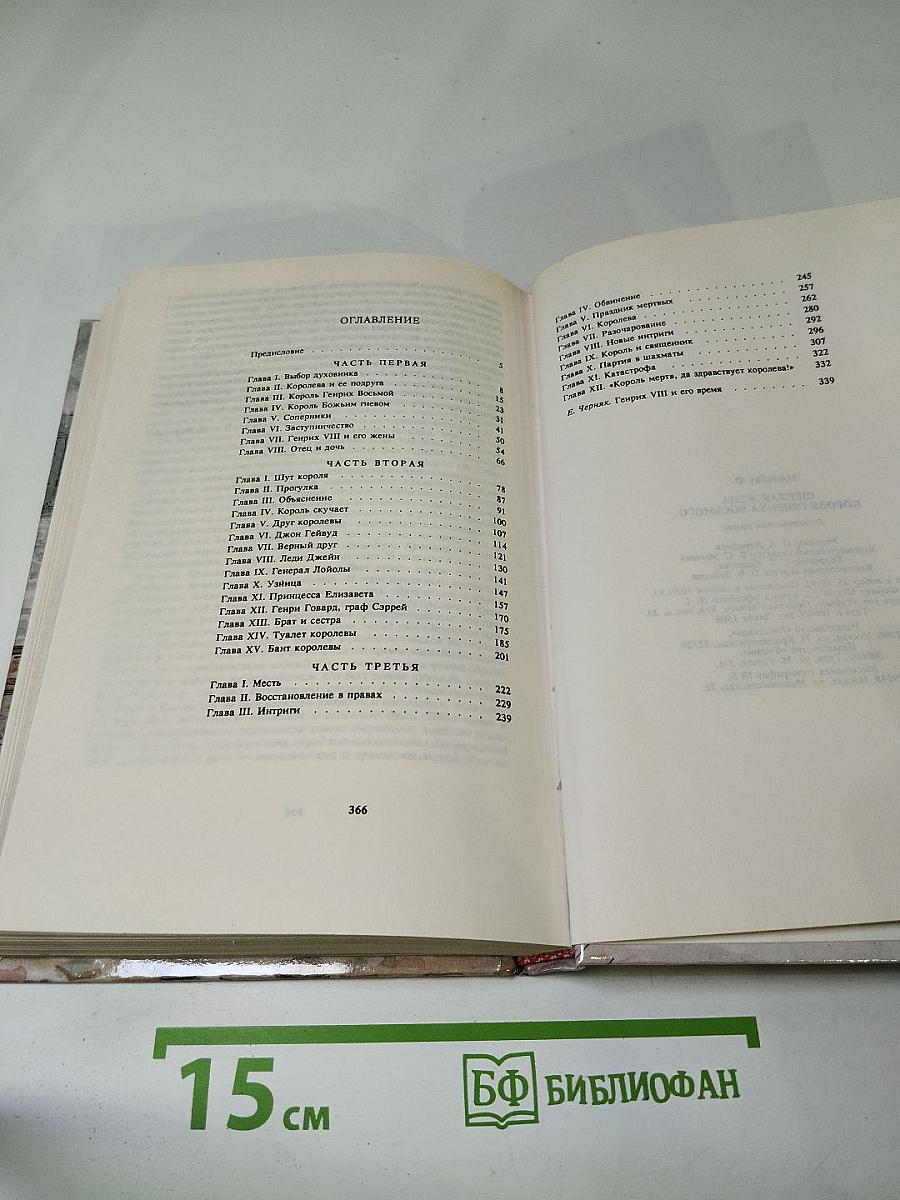 ОГЛАВЛЕНИЕ
Предисловие . . . . . . . . . . . . . . . . 5
ЧАСТЬ ПЕРВАЯ
Глава I. Выбор духовника . . . . . . . . . . 8
Глава II. Королева и ее подруга . . . . . . . . 15
Глава III. Король Генрих Восьмой . . . . . . . 23
Глава IV. Король Божьим гневом . . . . . . . . 31
Глава V. Соперники . . . . . . . . . . . . 41
Глава VI. Заступничество . . . . . . . . . . 50
Глава VII. Генрих VIII и его жены . . . . . . . 54
Глава VIII. Отец и дочь . . . . . . . . . . . 66
ЧАСТЬ ВТОРАЯ
Глава I. Шут короля . . . . . . . . . . . . 78
Глава II. Прогулка . . . . . . . . . . . . 87
Глава III. Объяснение . . . . . . . . . . . 91
Глава IV. Король скучает . . . . . . . . . . 100
Глава V. Друг королевы . . . . . . . . . . . 107
Глава VI. Джон Гейвуд . . . . . . . . . . . 114
Глава VII. Верный друг . . . . . . . . . . . 121
Глава VIII. Леди Джейн . . . . . . . . . . . 130
Глава IX. Генерал Лойолы . . . . . . . . . . 141
Глава X. Узница . . . . . . . . . . . . . 147
Глава XI. Принцесса Елизавета . . . . . . . . 157
Глава XII. Генри Говард, граф Сэррей . . . . . . 170
Глава XIII. Брат и сестра . . . . . . . . . . 175
Глава XIV. Туалет королевы . . . . . . . . . 185
Глава XV. Бант королевы . . . . . . . . . . 201
ЧАСТЬ ТРЕТЬЯ
Глава I. Месть . . . . . . . . . . . . . . 222
Глава II. Восстановление в правах . . . . . . . 229
Глава III. Интриги . . . . . . . . . . . . 239
366
Глава IV. Обвинение . . . . . . . . . . . . 245
Глава V. Праздник мертвых . . . . . . . . . . 257
Глава VI. Королева . . . . . . . . . . . . 262
Глава VII. Разочарование . . . . . . . . . . 280
Глава VIII. Новые интриги . . . . . . . . . . 292
Глава IX. Король и священник . . . . . . . . . 296
Глава X. Партия в шахматы . . . . . . . . . . 307
Глава XI. Катастрофа . . . . . . . . . . . . 322
Глава XII. «Король мертв, да здравствует королева!» . . 332
Е. Черняк. Генрих VIII и его время . . . . . . . 339
15 см
БФ БИБЛИОФАН